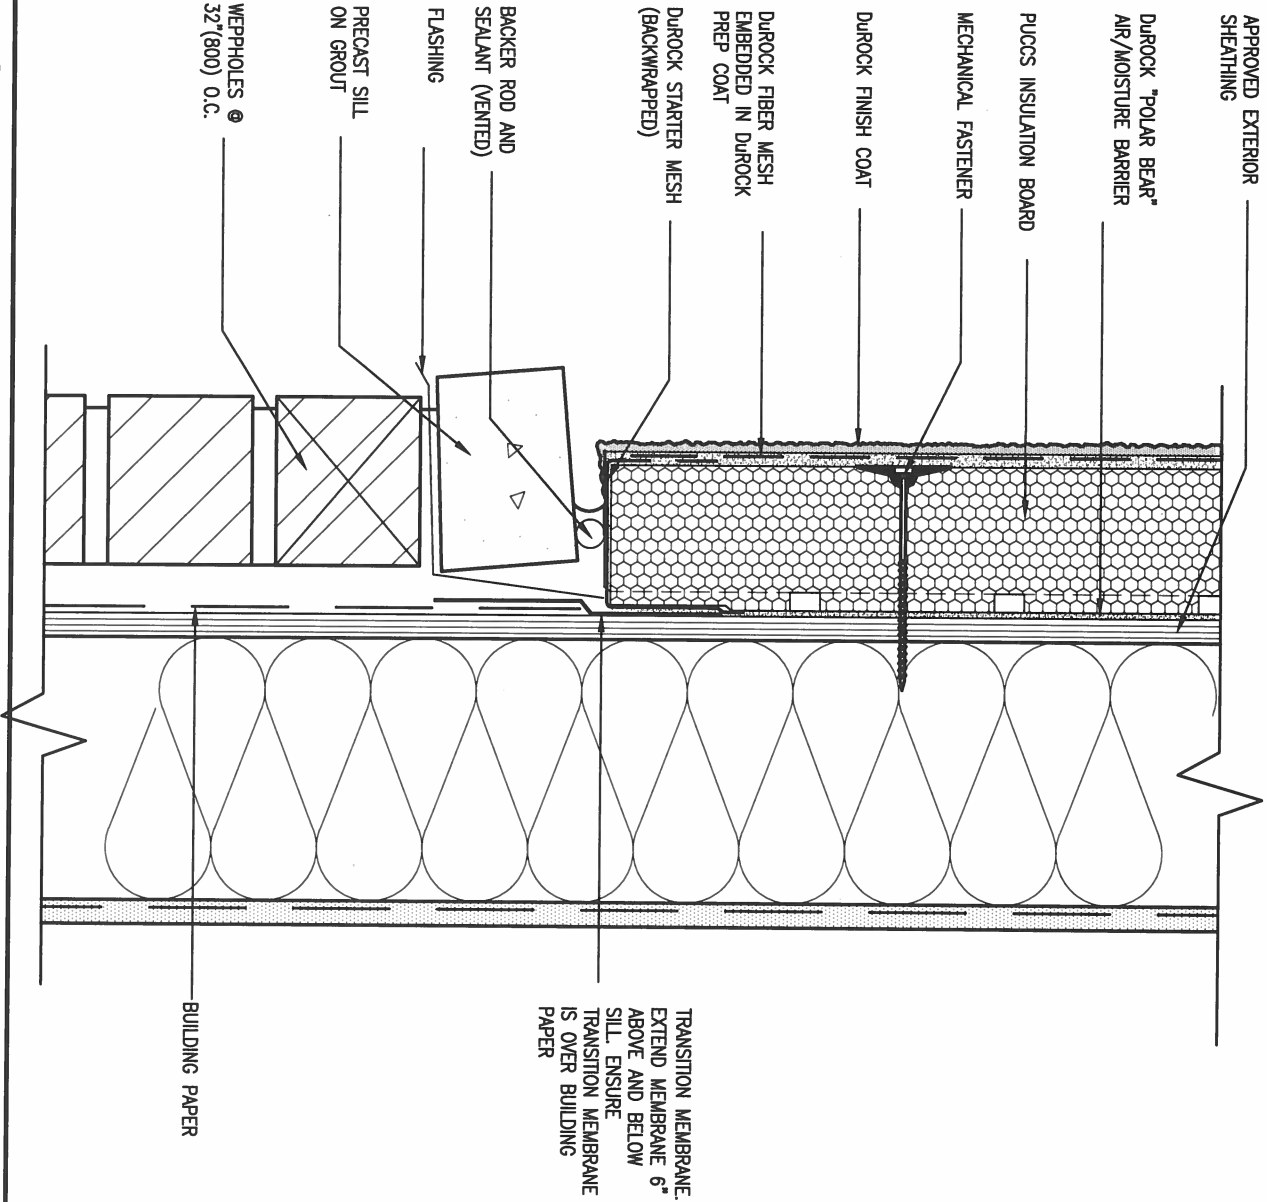 APPROVED EXTERIOR
SHEATHING
DuROCK "POLAR BEAR"
AIR/MOISTURE BARRIER
PUCCS INSULATION BOARD
MECHANICAL FASTENER
DuROCK FINISH COAT
DuROCK FIBER MESH
EMBEDDED IN DuROCK
PREP COAT
DuROCK STARTER MESH
(BACKWRAPPED)
BACKER ROD AND
SEALANT (VENTED)
FLASHING
PRECAST SILL
ON GROUT
WEPPHOLES @
32"(800) O.C.
TRANSITION MEMBRANE.
EXTEND MEMBRANE 6"
ABOVE AND BELOW
SILL. ENSURE
TRANSITION MEMBRANE
IS OVER BUILDING
PAPER
BUILDING PAPER